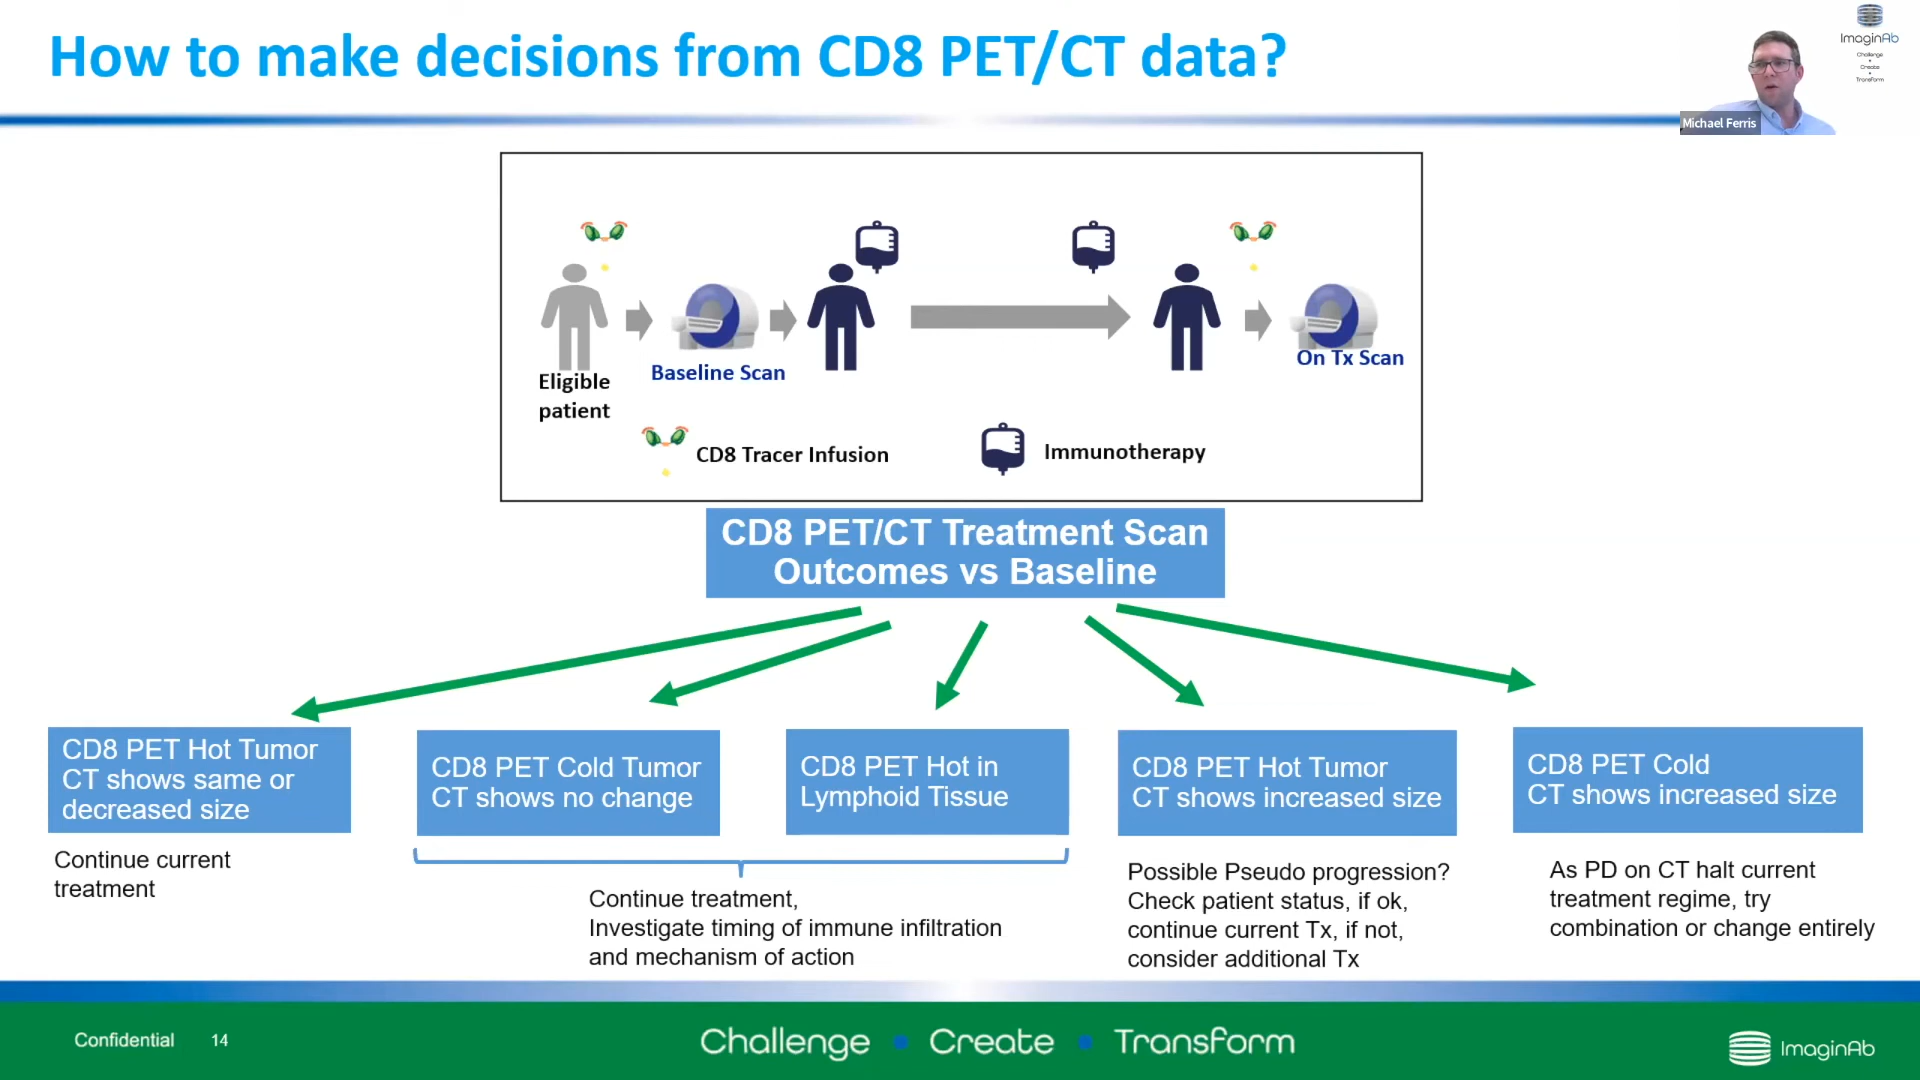 How to make decisions from CD8 PET/CT data?
ImaginAb
Challenge
Create
Transform
Michael Ferris
Eligible
patient
Baseline Scan
On Tx Scan
CD8 Tracer Infusion
Immunotherapy
CD8 PET/CT Treatment Scan
Outcomes vs Baseline
CD8 PET Hot Tumor
CT shows same or
decreased size
Continue current
treatment
CD8 PET Cold Tumor
CT shows no change
CD8 PET Hot in
Lymphoid Tissue
Continue treatment,
Investigate timing of immune infiltration
and mechanism of action
CD8 PET Hot Tumor
CT shows increased size
Possible Pseudo progression?
Check patient status, if ok,
continue current Tx, if not,
consider additional Tx
CD8 PET Cold
CT shows increased size
As PD on CT halt current
treatment regime, try
combination or change entirely
Confidential 14
Challenge • Create • Transform
ImaginAb